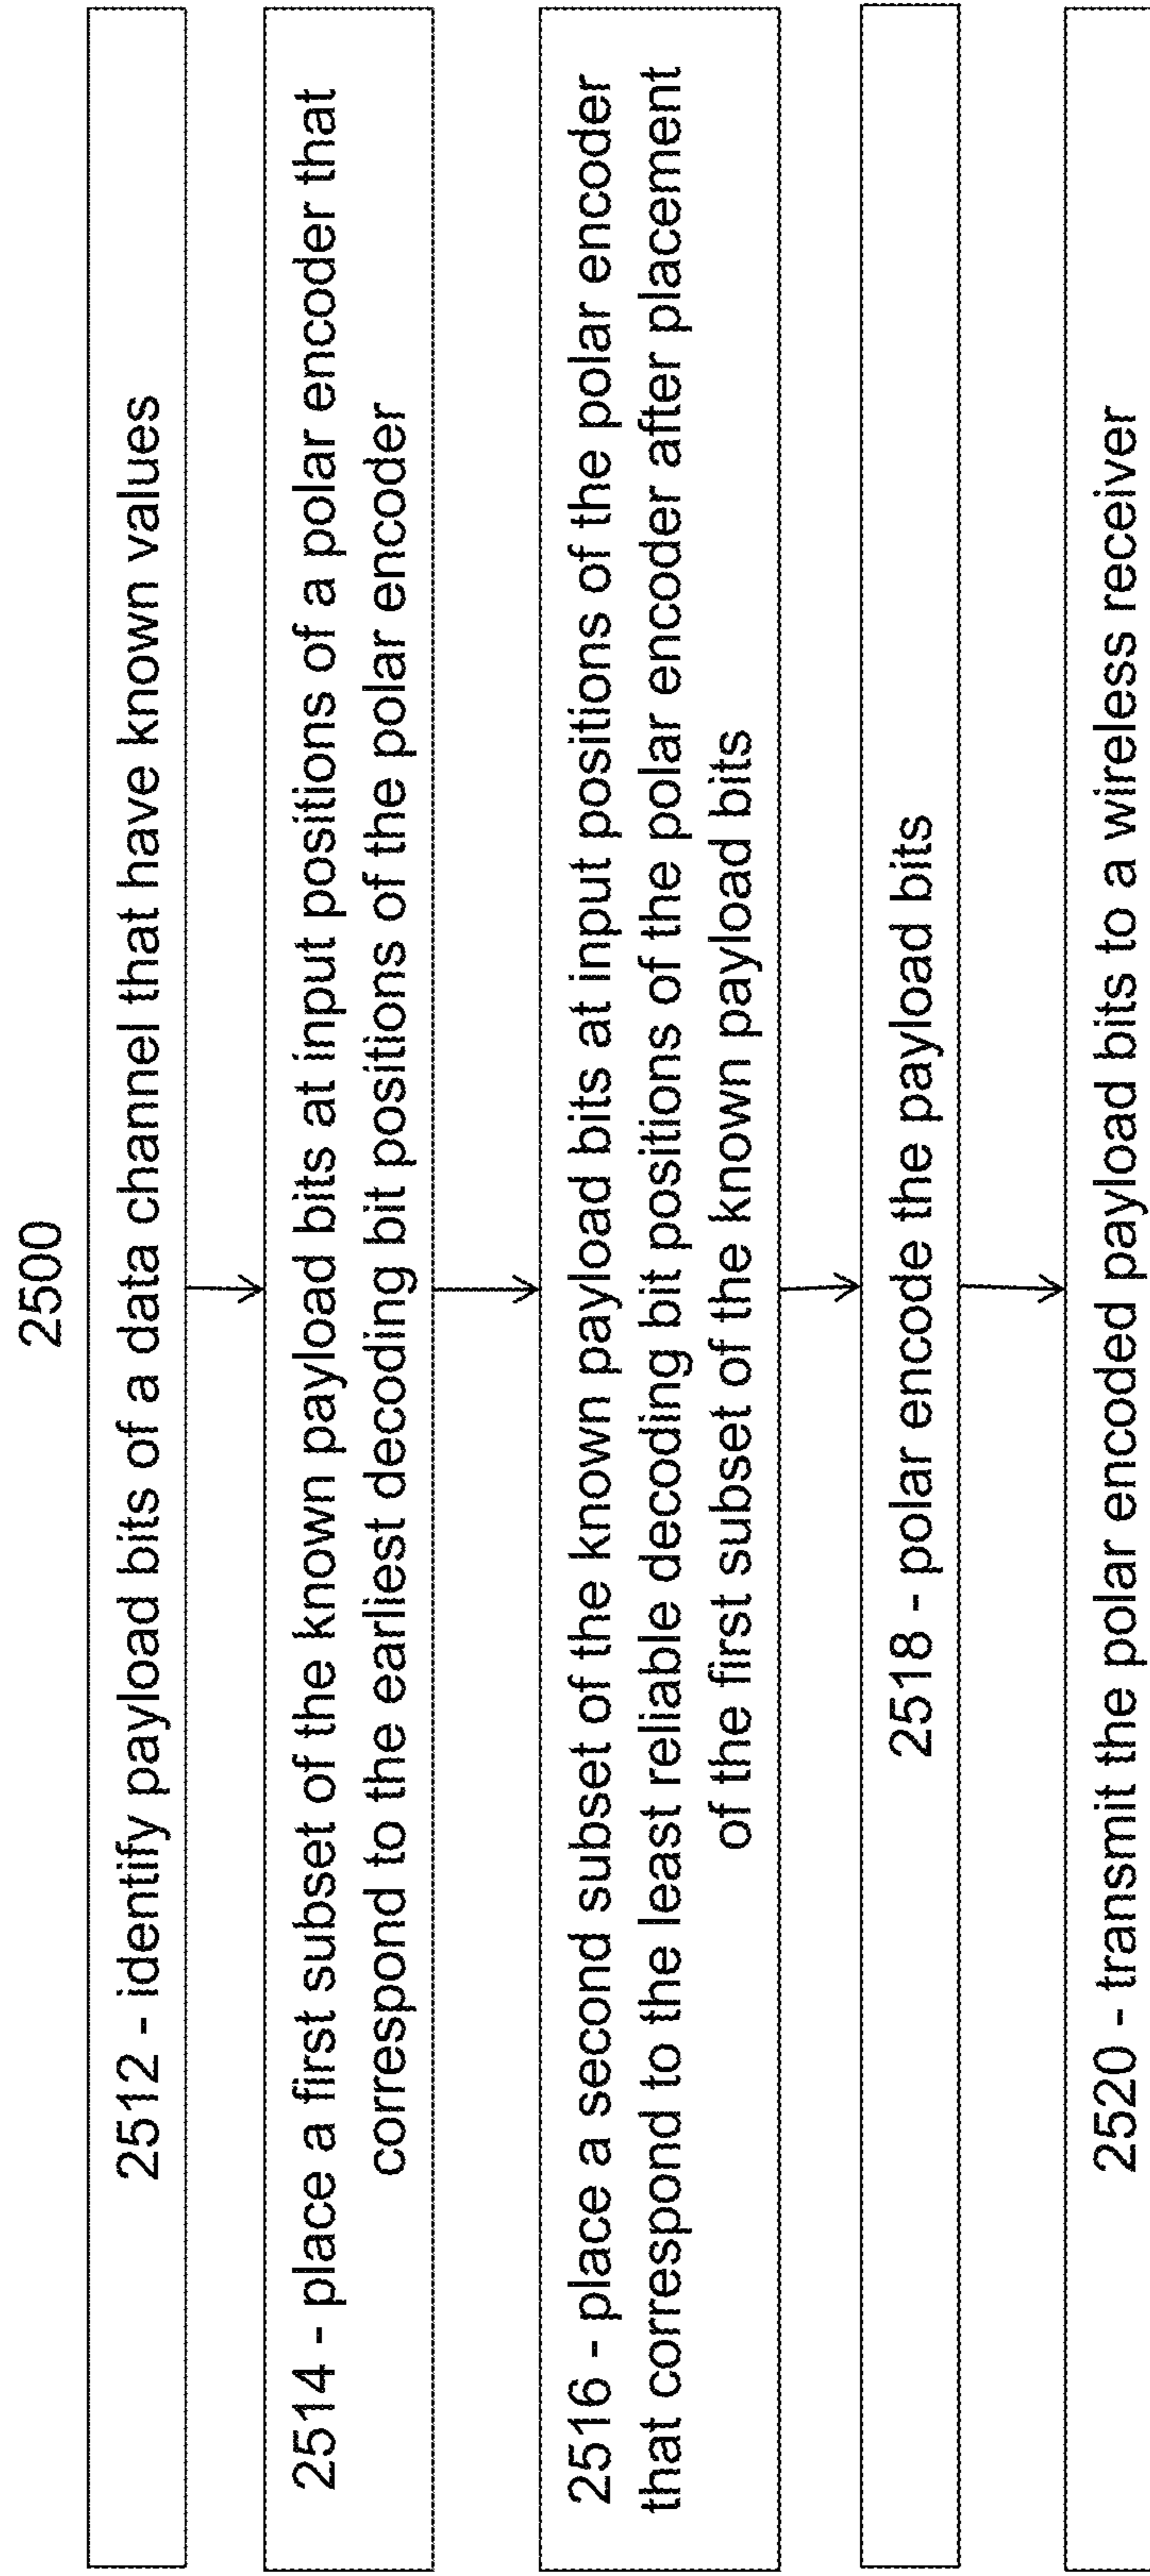 2500
2512 - identify payload bits of a data channel that have known values
2514 - place a first subset of the known payload bits at input positions of a polar encoder that
correspond to the earliest decoding bit positions of the polar encoder
2516 - place a second subset of the known payload bits at input positions of the polar encoder
that correspond to the least reliable decoding bit positions of the polar encoder after placement
of the first subset of the known payload bits
2518 - polar encode the payload bits
2520 - transmit the polar encoded payload bits to a wireless receiver